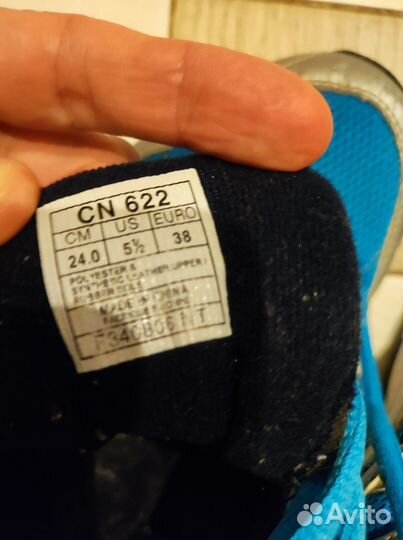 CN 622
CM US EURO
24.0 5½ 38
POLYESTER &
SYNTHETIC LEATHER (UPPER)
RUBBER SOLE
MADE IN CHINA
Avito